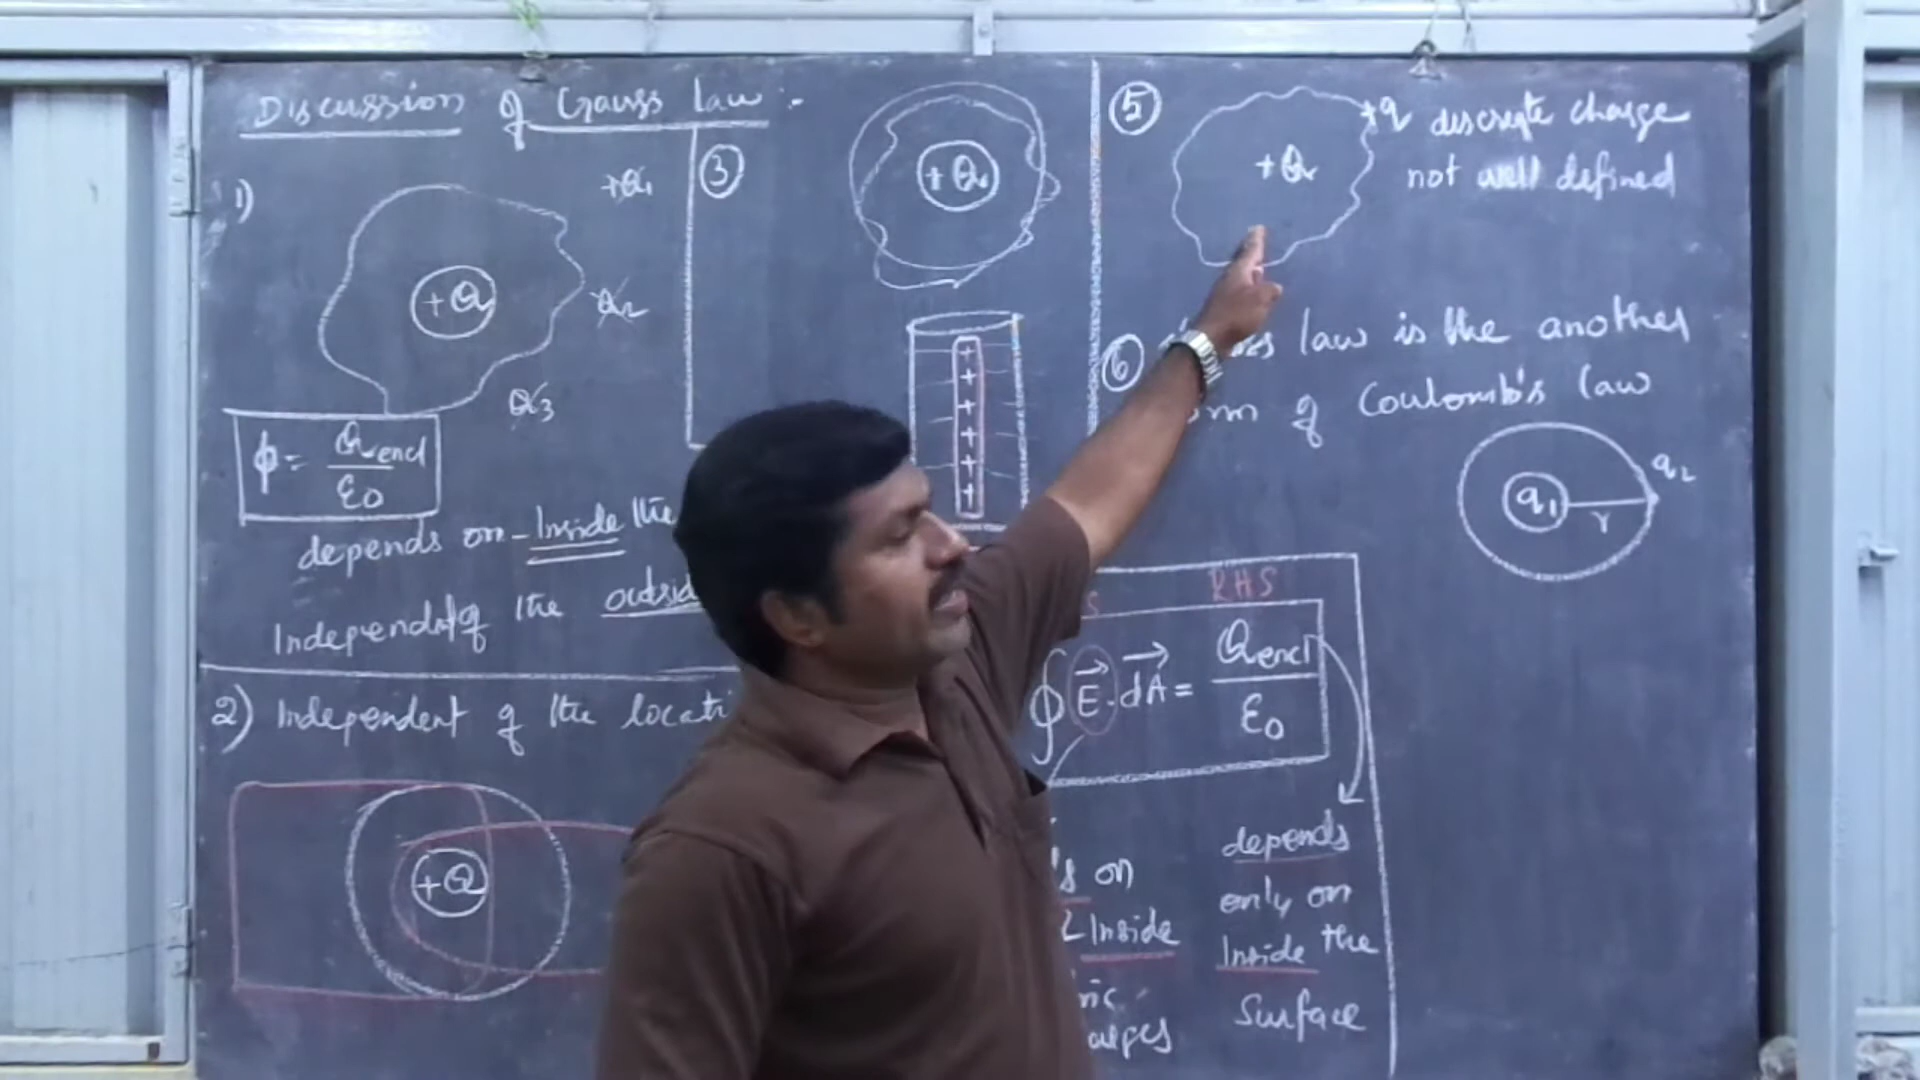 Discussion of Gauss law :-
1)
+Q1
+Q
Q2
Q3
ϕ = Qencl / ε0
depends on - Inside the
Independent of the outside
2) Independent of the locati
+Q
3
+Q
+
+
+
+
+
+
RHS
∮ E⃗ . dA⃗ = Qencl / ε0
s on
Inside
depends
only on
Inside the
Surface
5
+Q
+q discrete charge
not well defined
6
law is the another
of Coulomb's law
q1
r
q2